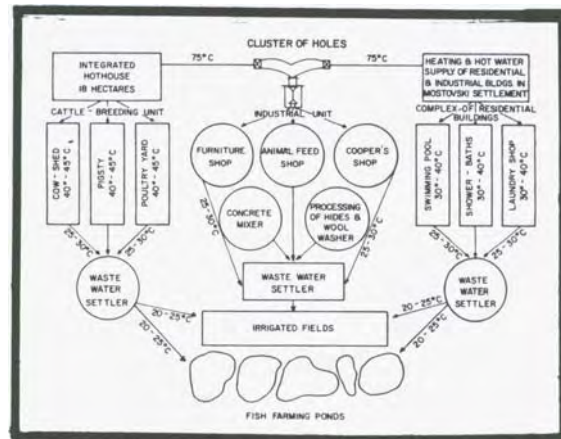 CLUSTER OF HOLES
75°C
75°C
INTEGRATED
HOTHOUSE
18 HECTARES
HEATING & HOT WATER
SUPPLY OF RESIDENTIAL
& INDUSTRIAL BLDGS IN
MOSTOVSKI SETTLEMENT
CATTLE - BREEDING UNIT
INDUSTRIAL UNIT
COMPLEX-OF RESIDENTIAL
BUILDINGS
COW-SHED
40°-45°C
PIGSTY
40°-45°C
POULTRY YARD
40°-45°C
FURNITURE
SHOP
ANIMAL FEED
SHOP
COOPER'S
SHOP
SWIMMING POOL
30°-40°C
SHOWER-BATHS
30°-40°C
LAUNDRY SHOP
30°-40°C
CONCRETE
MIXER
PROCESSING
OF HIDES &
WOOL
WASHER
25-30°C
25-30°C
25-30°C
25-30°C
25-30°C
25-30°C
WASTE
WATER
SETTLER
WASTE WATER
SETTLER
WASTE
WATER
SETTLER
20-25°C
20-25°C
20-25°C
20-25°C
IRRIGATED FIELDS
FISH FARMING PONDS